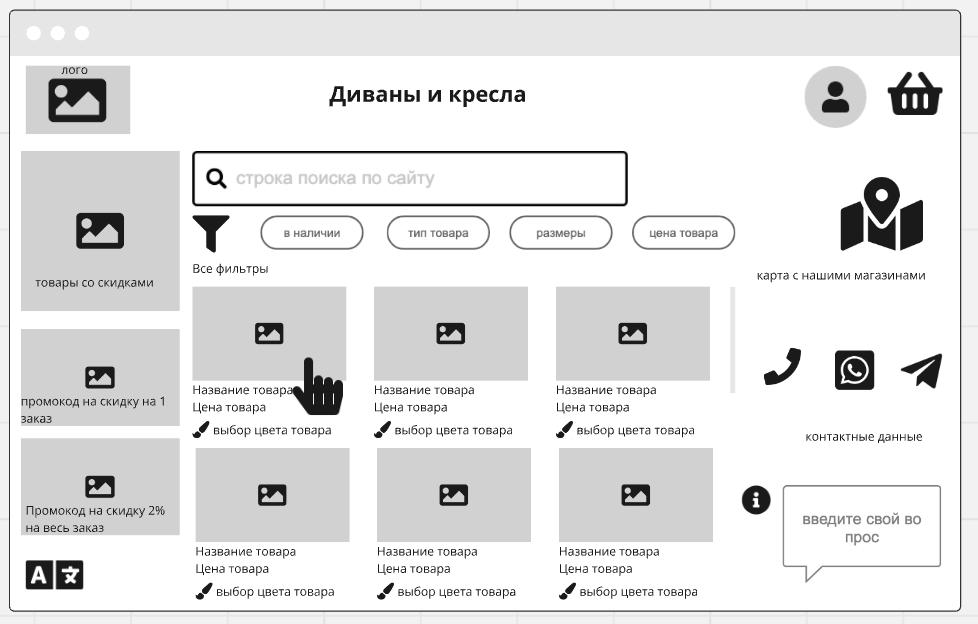 лого
Диваны и кресла
строка поиска по сайту
в наличии
тип товара
размеры
цена товара
Все фильтры
товары со скидками
промокод на скидку на 1
заказ
Промокод на скидку 2%
на весь заказ
A 文
Название товара
Цена товара
выбор цвета товара
Название товара
Цена товара
выбор цвета товара
Название товара
Цена товара
выбор цвета товара
Название товара
Цена товара
выбор цвета товара
Название товара
Цена товара
выбор цвета товара
Название товара
Цена товара
выбор цвета товара
карта с нашими магазинами
контактные данные
введите свой во
прос